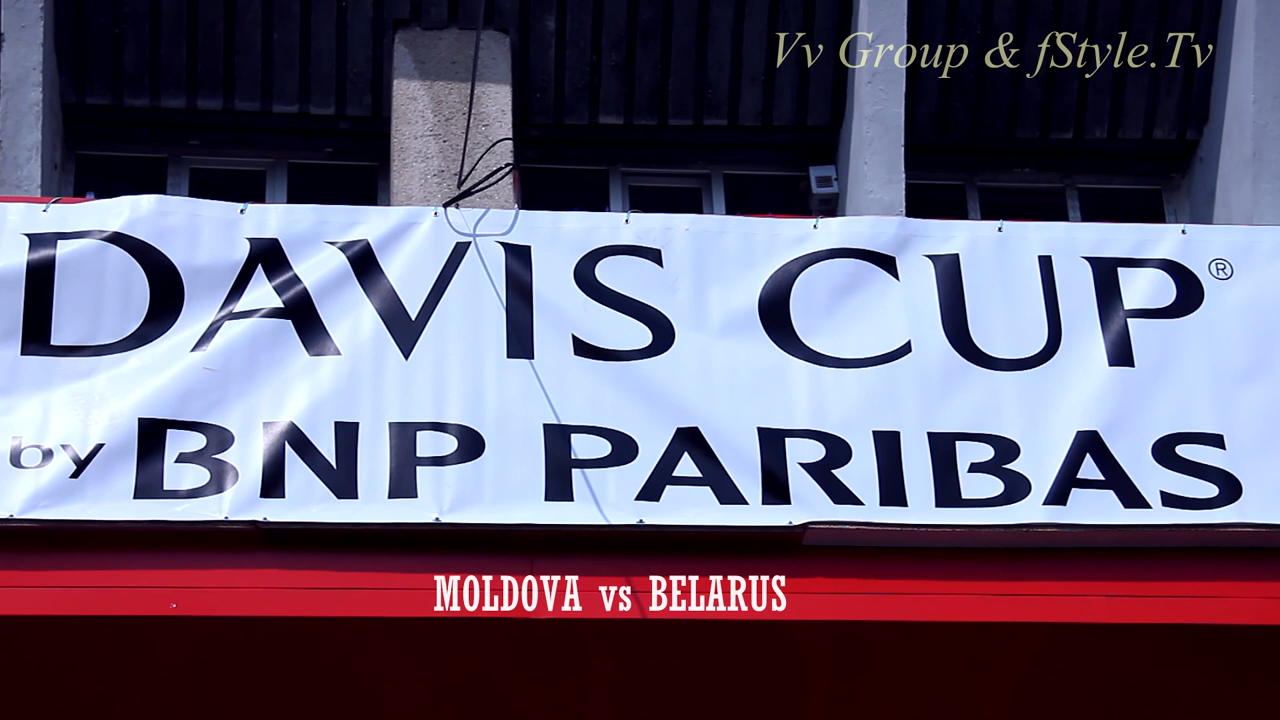 Vv Group & fStyle.Tv
DAVIS CUP®
by BNP PARIBAS
MOLDOVA vs BELARUS